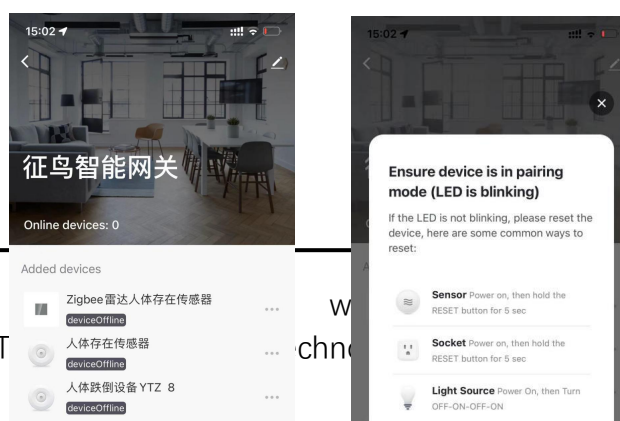 15:02
征鸟智能网关
Online devices: 0
Added devices
Zigbee雷达人体存在传感器
deviceOffline
人体存在传感器
deviceOffline
人体跌倒设备YTZ 8
deviceOffline
15:02
Ensure device is in pairing
mode (LED is blinking)
If the LED is not blinking, please reset the
device, here are some common ways to
reset:
Sensor Power on, then hold the
RESET button for 5 sec
Socket Power on, then hold the
RESET button for 5 sec
Light Source Power On, then Turn
OFF-ON-OFF-ON